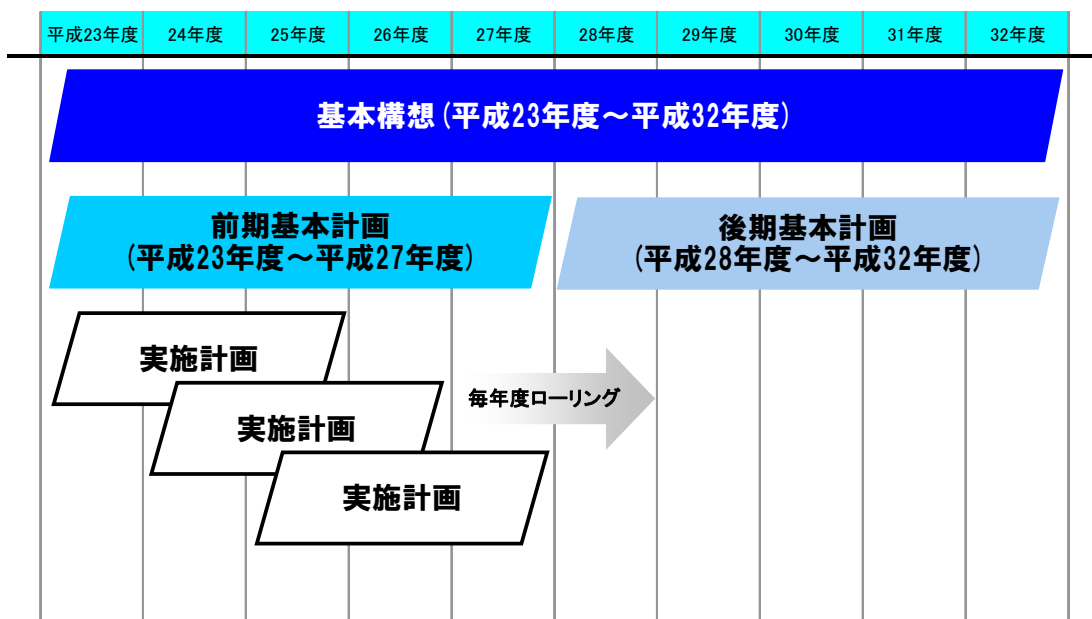 平成23年度 24年度 25年度 26年度 27年度 28年度 29年度 30年度 31年度 32年度
基本構想(平成23年度～平成32年度)
前期基本計画
(平成23年度～平成27年度)
後期基本計画
(平成28年度～平成32年度)
実施計画
毎年度ローリング
実施計画
実施計画